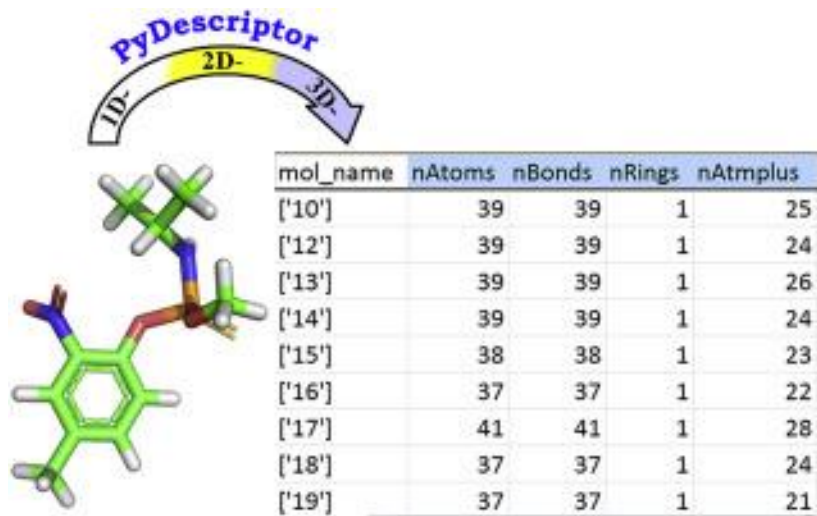 PyDescriptor
1D- 2D- 3D-
mol_name nAtoms nBonds nRings nAtmplus
['10'] 39 39 1 25
['12'] 39 39 1 24
['13'] 39 39 1 26
['14'] 39 39 1 24
['15'] 38 38 1 23
['16'] 37 37 1 22
['17'] 41 41 1 28
['18'] 37 37 1 24
['19'] 37 37 1 21